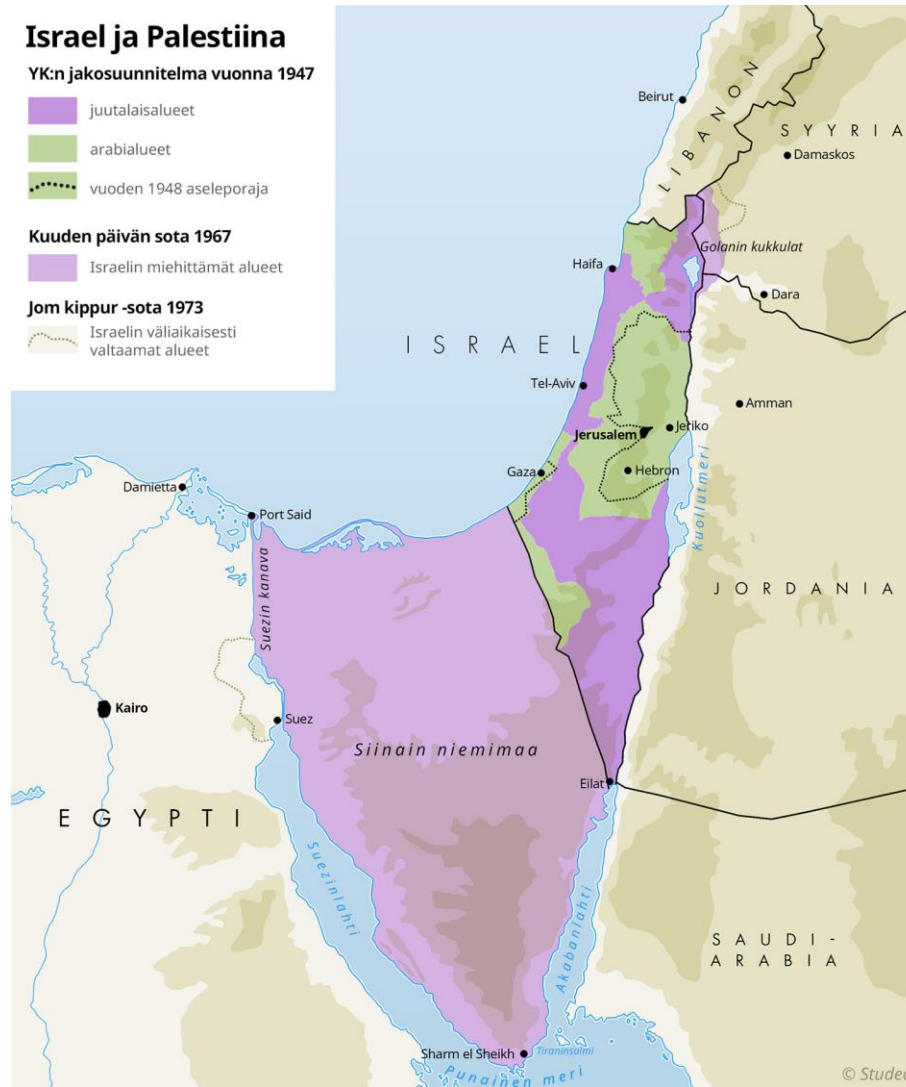 Israel ja Palestiina
YK:n jakosuunnitelma vuonna 1947
juutalaisalueet
arabialueet
vuoden 1948 aseleporaja
Kuuden päivän sota 1967
Israelin miehittämät alueet
Jom kippur -sota 1973
Israelin väliaikaisesti
valtaamat alueet
Beirut
LIBANON
SYYRIA
Damaskos
Golanin kukkulat
Haifa
Dara
ISRAEL
Tel-Aviv
Amman
Jerusalem
Jeriko
Gaza
Hebron
Damietta
Port Said
Kuollutmeri
Suezin kanava
JORDANIA
Kairo
Suez
Siinain niemimaa
Eilat
EGYPTI
Suezinlahti
Akabanlahti
SAUDI-
ARABIA
Sharm el Sheikh
Tiraninsalmi
Punainen meri